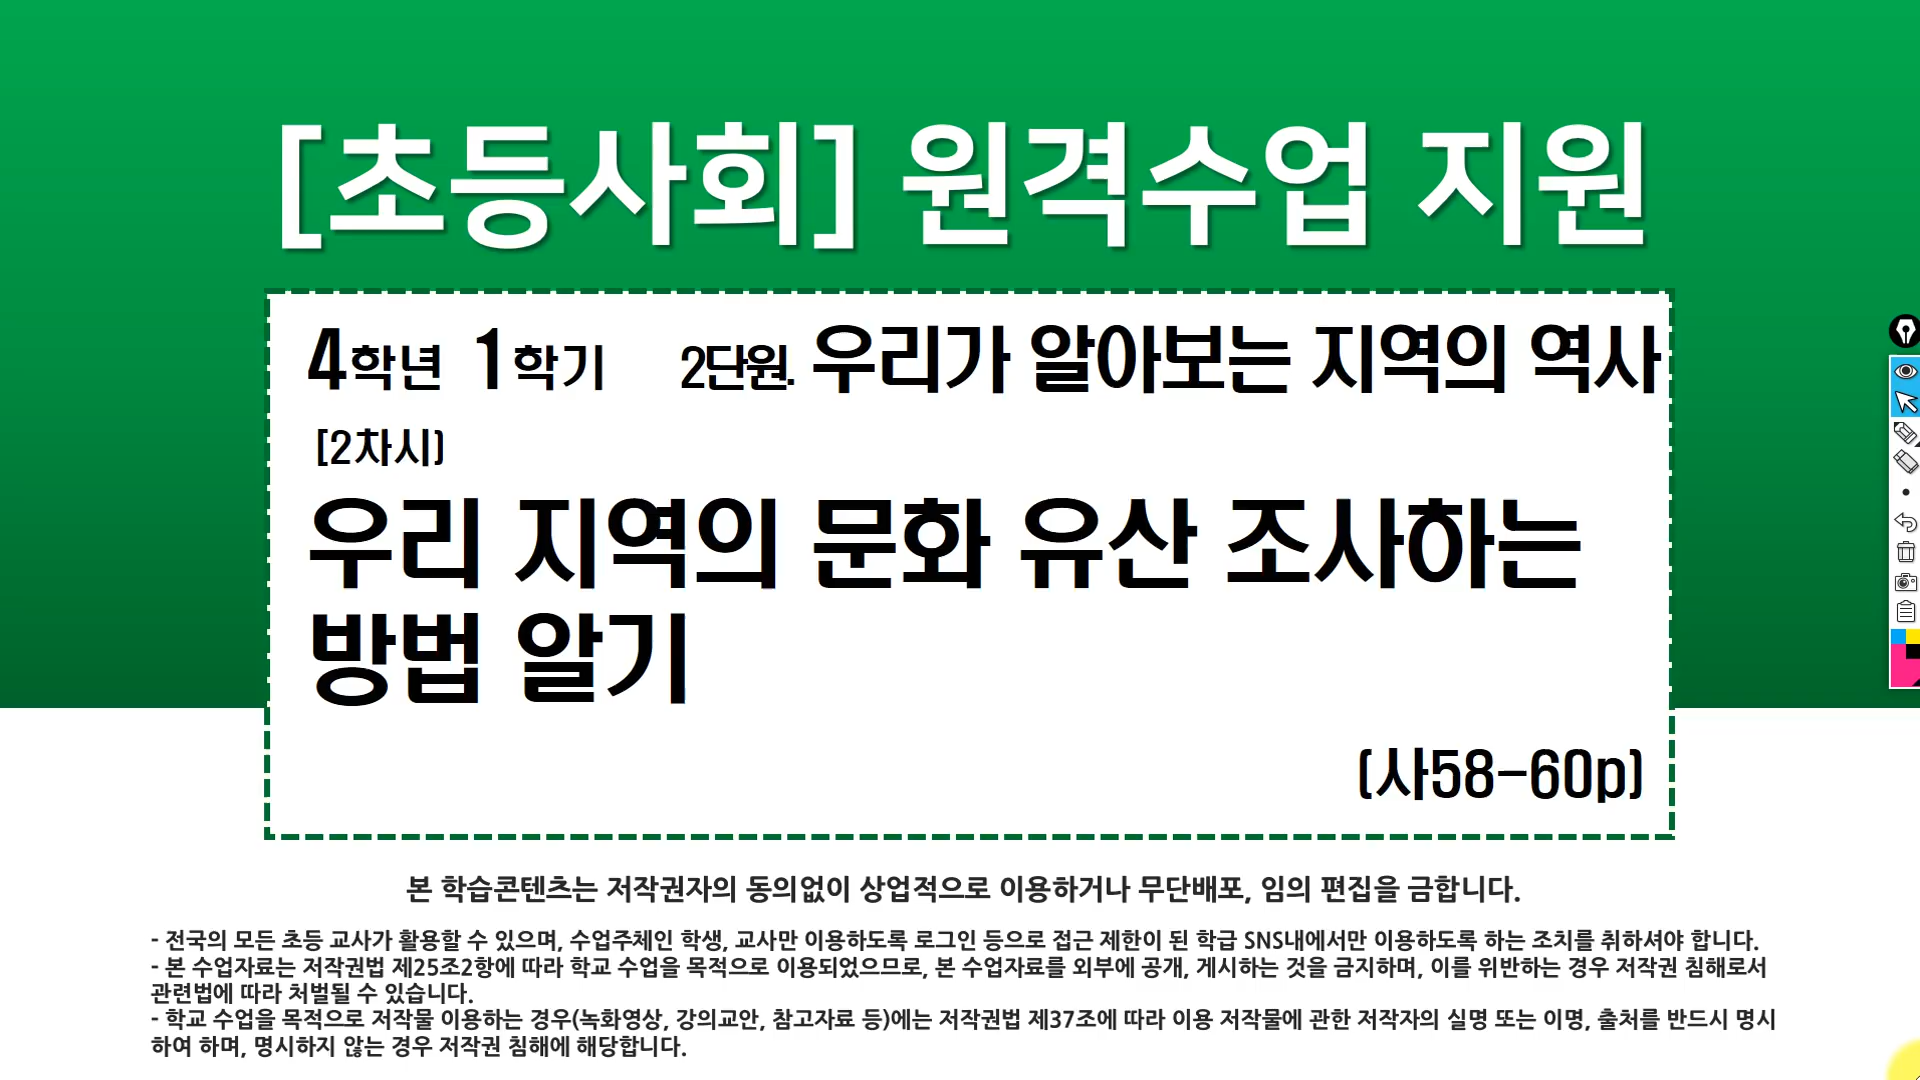 [초등사회] 원격수업 지원
4학년 1학기 2단원. 우리가 알아보는 지역의 역사
[2차시]
우리 지역의 문화 유산 조사하는
방법 알기
(사58-60p)
본 학습콘텐츠는 저작권자의 동의없이 상업적으로 이용하거나 무단배포, 임의 편집을 금합니다.
- 전국의 모든 초등 교사가 활용할 수 있으며, 수업주체인 학생, 교사만 이용하도록 로그인 등으로 접근 제한이 된 학급 SNS내에서만 이용하도록 하는 조치를 취하셔야 합니다.
- 본 수업자료는 저작권법 제25조2항에 따라 학교 수업을 목적으로 이용되었으므로, 본 수업자료를 외부에 공개, 게시하는 것을 금지하며, 이를 위반하는 경우 저작권 침해로서
관련법에 따라 처벌될 수 있습니다.
- 학교 수업을 목적으로 저작물 이용하는 경우(녹화영상, 강의교안, 참고자료 등)에는 저작권법 제37조에 따라 이용 저작물에 관한 저작자의 실명 또는 이명, 출처를 반드시 명시
하여 하며, 명시하지 않는 경우 저작권 침해에 해당합니다.